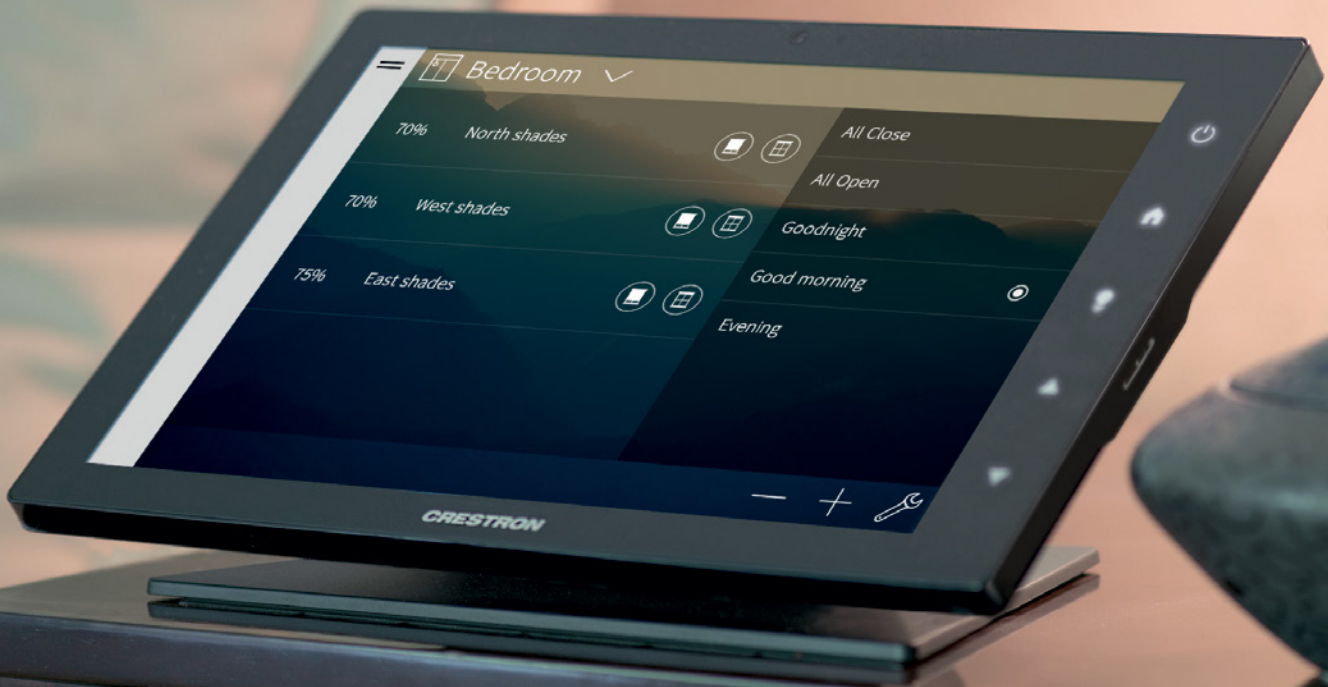 Bedroom
70% North shades
70% West shades
75% East shades
All Close
All Open
Goodnight
Good morning
Evening
CRESTRON